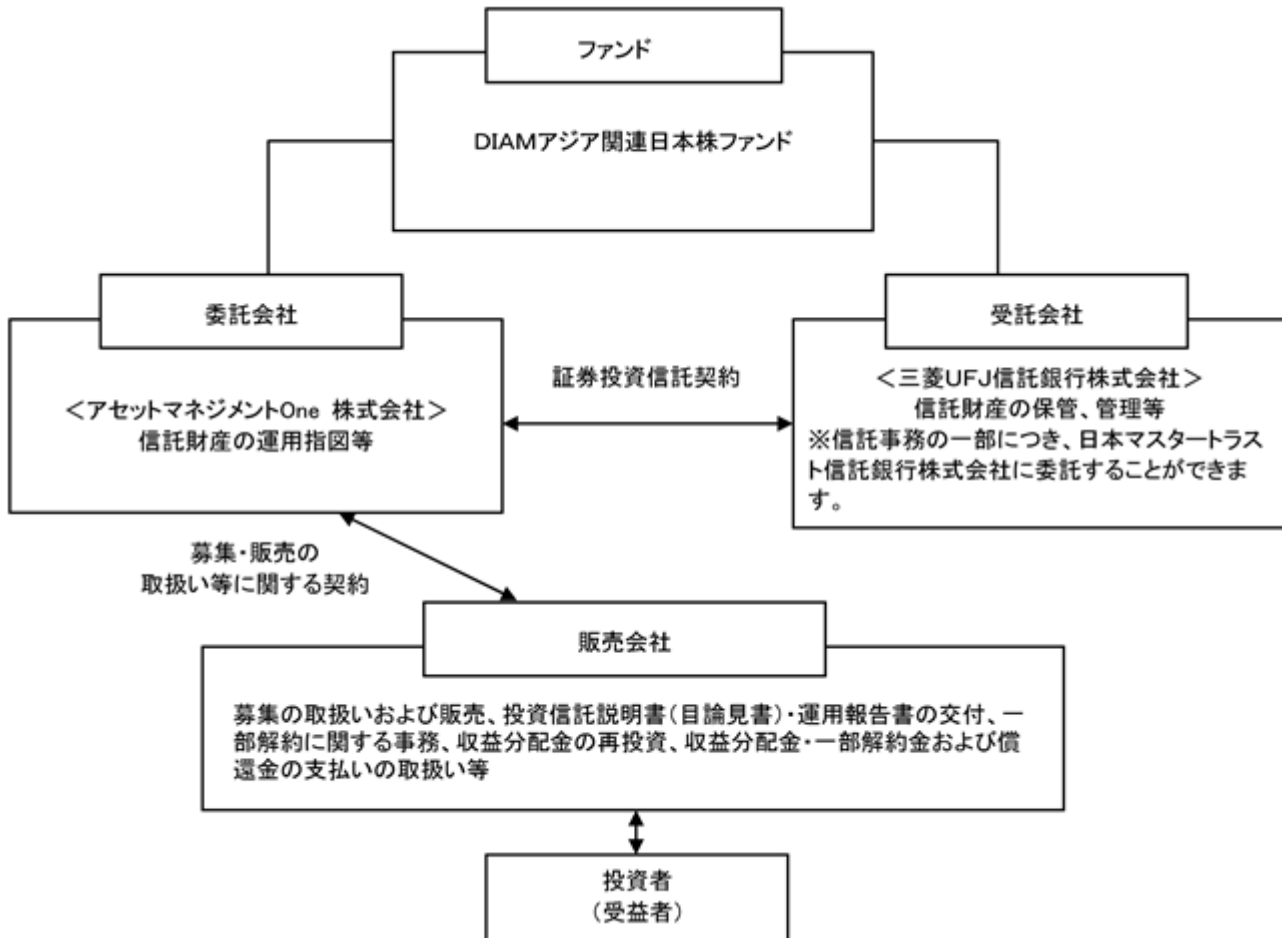 ファンド
DIAMアジア関連日本株ファンド
委託会社
＜アセットマネジメントOne 株式会社＞
信託財産の運用指図等
証券投資信託契約
受託会社
＜三菱UFJ信託銀行株式会社＞
信託財産の保管、管理等
※信託事務の一部につき、日本マスタートラス
ト信託銀行株式会社に委託することができま
す。
募集・販売の
取扱い等に関する契約
販売会社
募集の取扱いおよび販売、投資信託説明書(目論見書)・運用報告書の交付、一
部解約に関する事務、収益分配金の再投資、収益分配金・一部解約金および償
還金の支払いの取扱い等
投資者
（受益者）